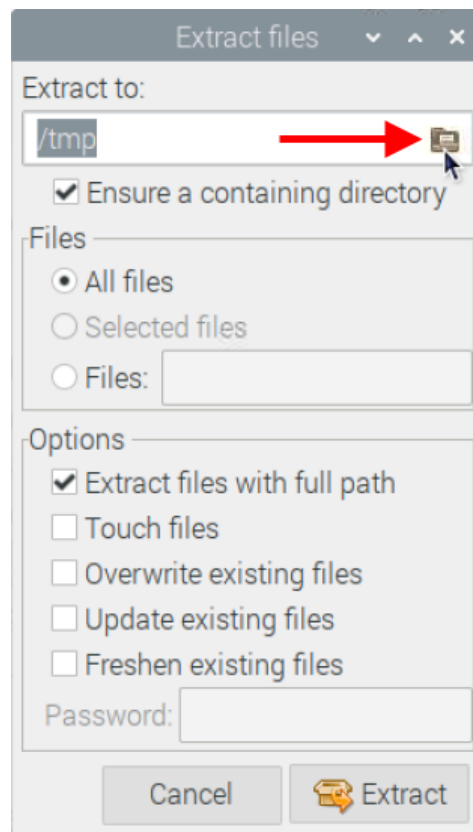 Extract files
Extract to:
/tmp
Ensure a containing directory
Files
All files
Selected files
Files:
Options
Extract files with full path
Touch files
Overwrite existing files
Update existing files
Freshen existing files
Password:
Cancel Extract